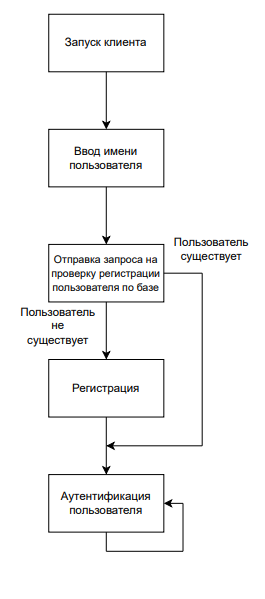 Запуск клиента
Ввод имени
пользователя
Пользователь
существует
Отправка запроса на
проверку регистрации
пользователя по базе
Пользователь
не
существует
Регистрация
Аутентификация
пользователя